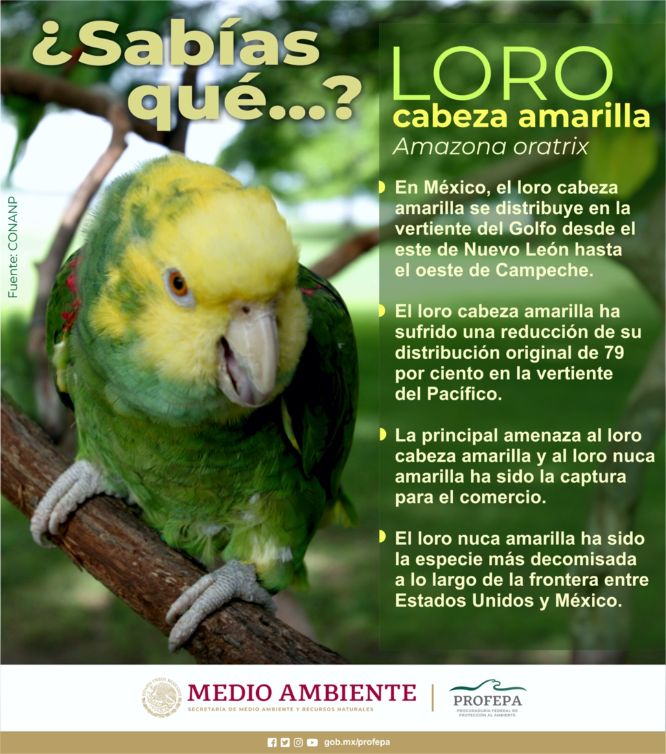 ¿Sabías
qué...?
LORO
cabeza amarilla
Amazona oratrix
Fuente: CONANP
En México, el loro cabeza
amarilla se distribuye en la
vertiente del Golfo desde el
este de Nuevo León hasta
el oeste de Campeche.
El loro cabeza amarilla ha
sufrido una reducción de su
distribución original de 79
por ciento en la vertiente
del Pacífico.
La principal amenaza al loro
cabeza amarilla y al loro nuca
amarilla ha sido la captura
para el comercio.
El loro nuca amarilla ha sido
la especie más decomisada
a lo largo de la frontera entre
Estados Unidos y México.
MEDIO AMBIENTE
SECRETARÍA DE MEDIO AMBIENTE Y RECURSOS NATURALES
PROFEPA
PROCURADURÍA FEDERAL DE
PROTECCIÓN AL AMBIENTE
gob.mx/profepa